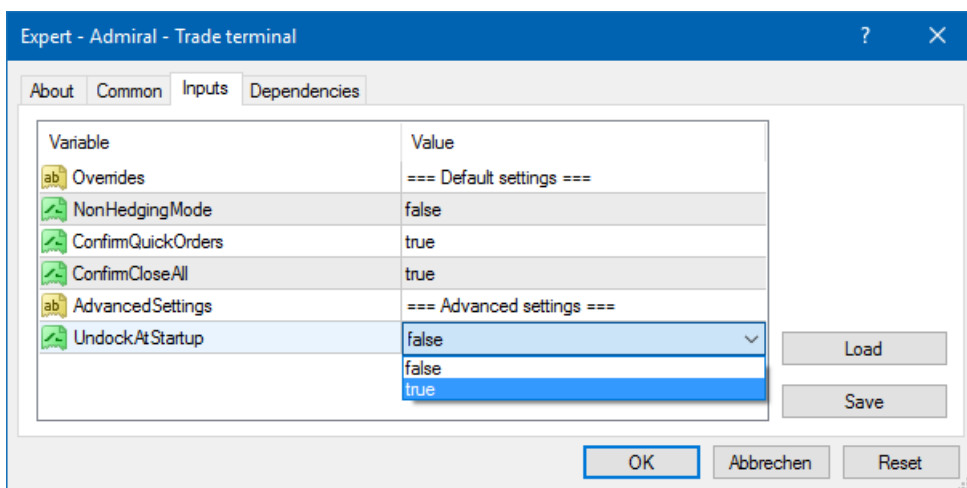 Expert - Admiral - Trade terminal ?
About Common Inputs Dependencies
Variable Value
ab Overrides === Default settings ===
NonHedgingMode false
ConfirmQuickOrders true
ConfirmCloseAll true
ab AdvancedSettings === Advanced settings ===
UndockAtStartup false
Load
false
true
Save
OK Abbrechen Reset